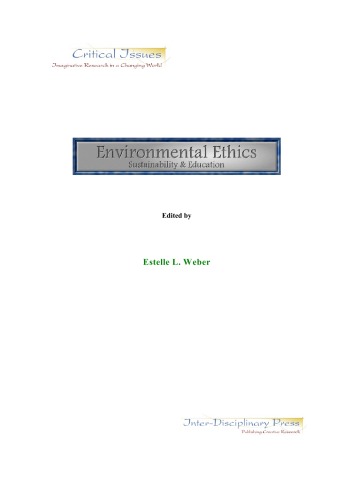 Critical Issues
Imaginative Research in a Changing World
Environmental Ethics
Sustainability & Education
Edited by
Estelle L. Weber
Inter-Disciplinary Press
Publishing Creative Research